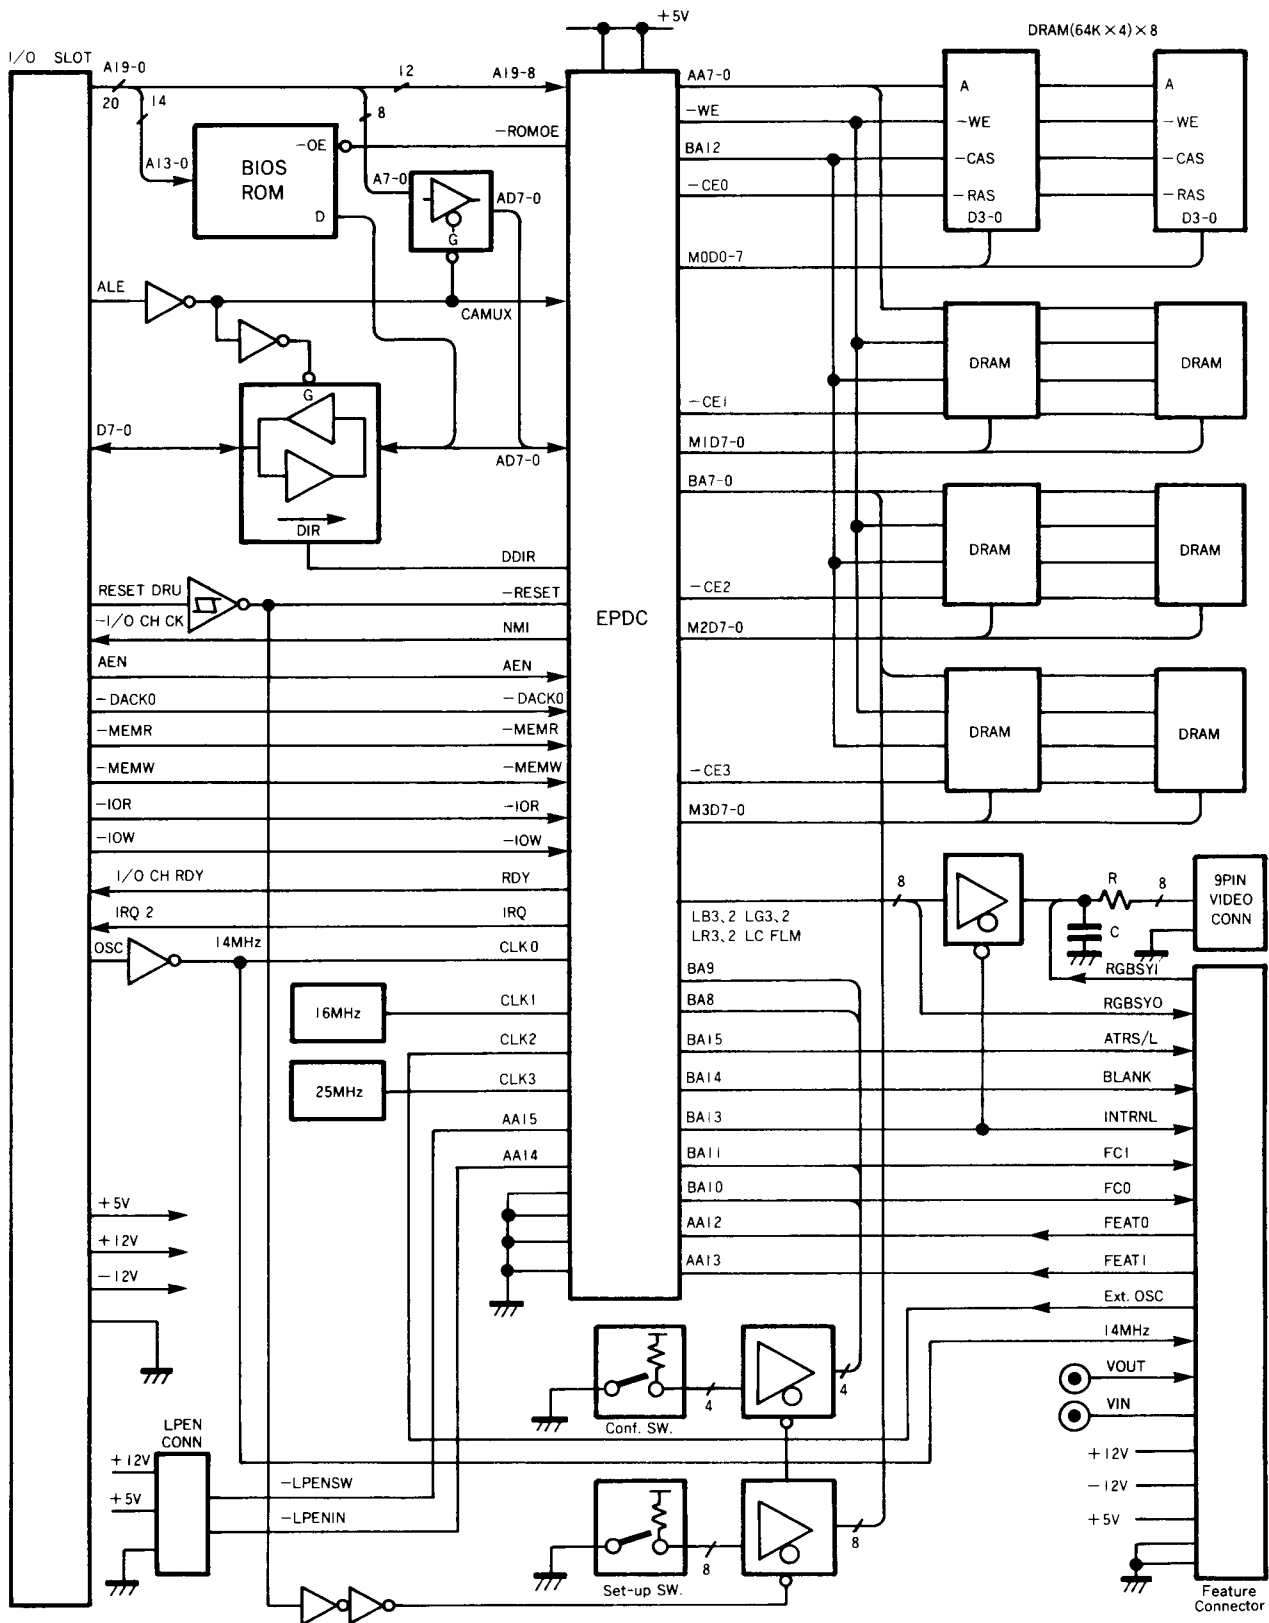 +5V
DRAM(64K×4)×8
I/O SLOT
A19-0
20
14
12
A19-8
8
-ROMOE
-OE
BIOS
ROM
A13-0
D
A7-0
AD7-0
G
ALE
CAMUX
G
D7-0
AD7-0
DIR
DDIR
RESET DRU
-RESET
-I/O CH CK
NMI
AEN
AEN
-DACK0
-DACK0
-MEMR
-MEMR
-MEMW
-MEMW
-IOR
-IOR
-IOW
-IOW
I/O CH RDY
RDY
IRQ 2
IRQ
OSC
14MHz
CLK0
16MHz
CLK1
CLK2
25MHz
CLK3
AA15
AA14
+5V
+12V
-12V
LPEN
CONN
+12V
+5V
-LPENSW
-LPENIN
EPDC
AA7-0
-WE
BA12
-CE0
M0D0-7
A
-WE
-CAS
-RAS
D3-0
A
-WE
-CAS
-RAS
D3-0
DRAM
DRAM
-CE1
M1D7-0
BA7-0
DRAM
DRAM
-CE2
M2D7-0
DRAM
DRAM
-CE3
M3D7-0
8
LB3、2 LG3、2
LR3、2 LC FLM
R
8
C
9PIN
VIDEO
CONN
BA9
RGBSYI
BA8
RGBSYO
BA15
ATRS/L
BA14
BLANK
BA13
INTRNL
BA11
FC1
BA10
FC0
AA12
FEAT0
AA13
FEAT1
Ext. OSC
14MHz
VOUT
VIN
+12V
-12V
+5V
Feature
Connector
4
4
Conf. SW.
8
8
Set-up SW.